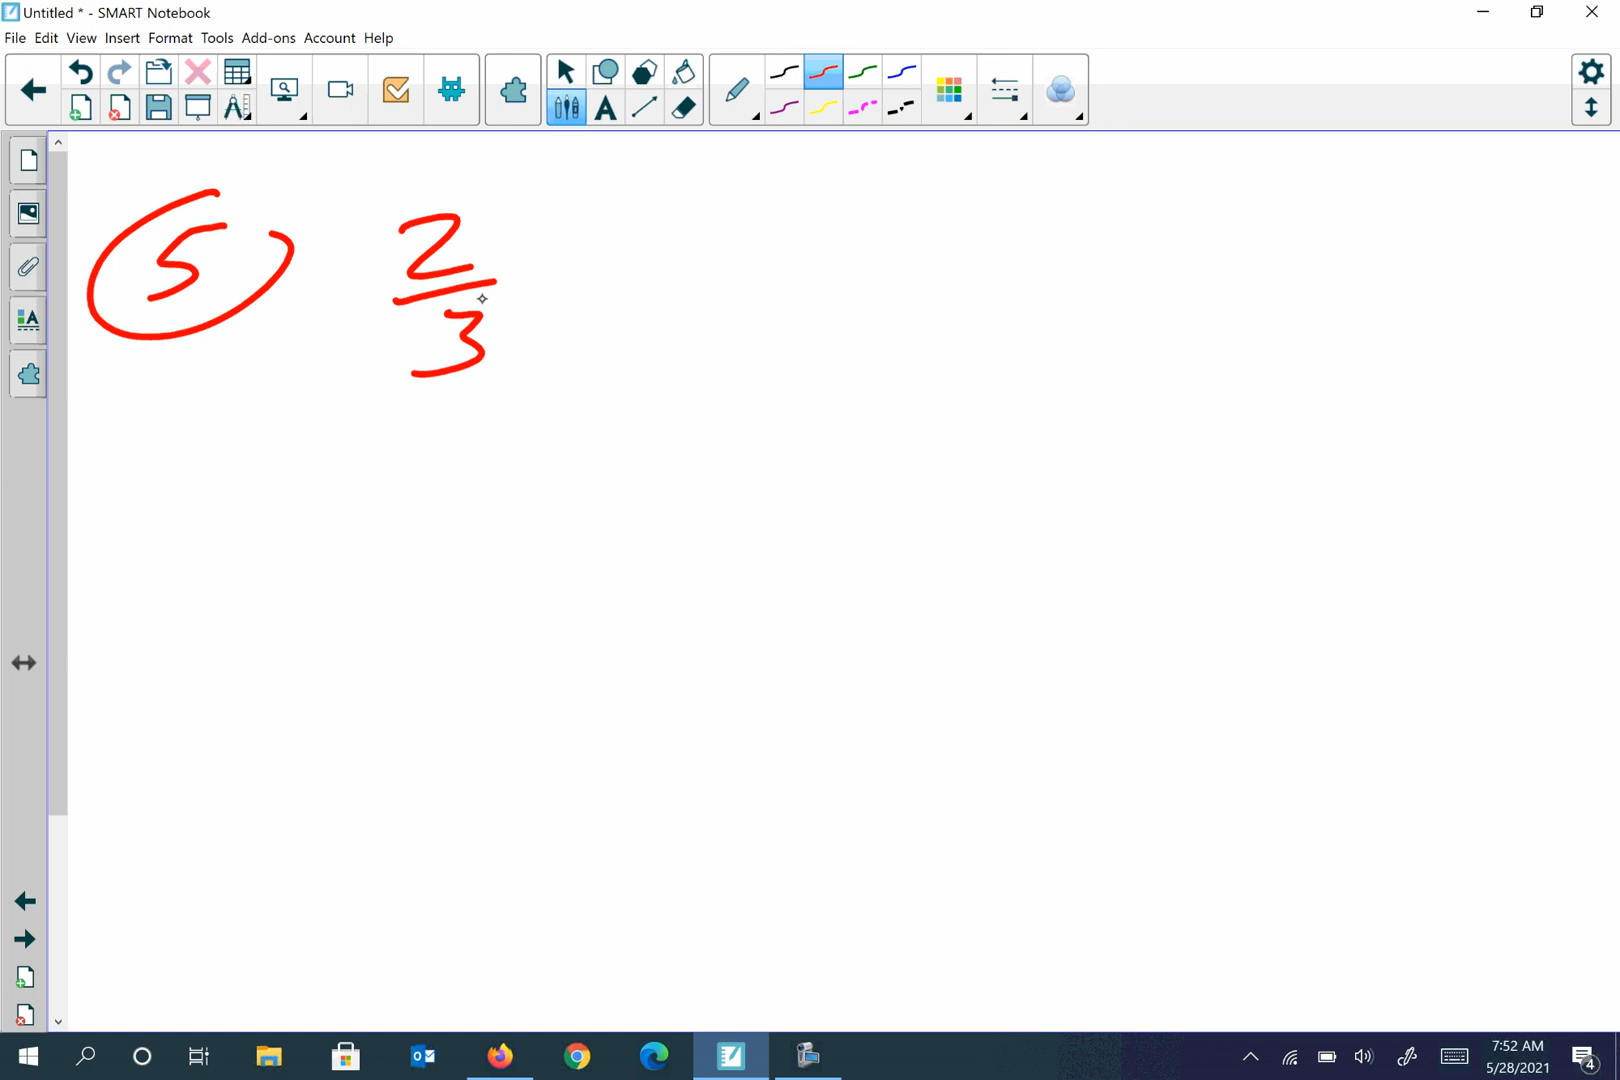 Untitled * - SMART Notebook
File Edit View Insert Format Tools Add-ons Account Help
5 2/3
7:52 AM
5/28/2021
4